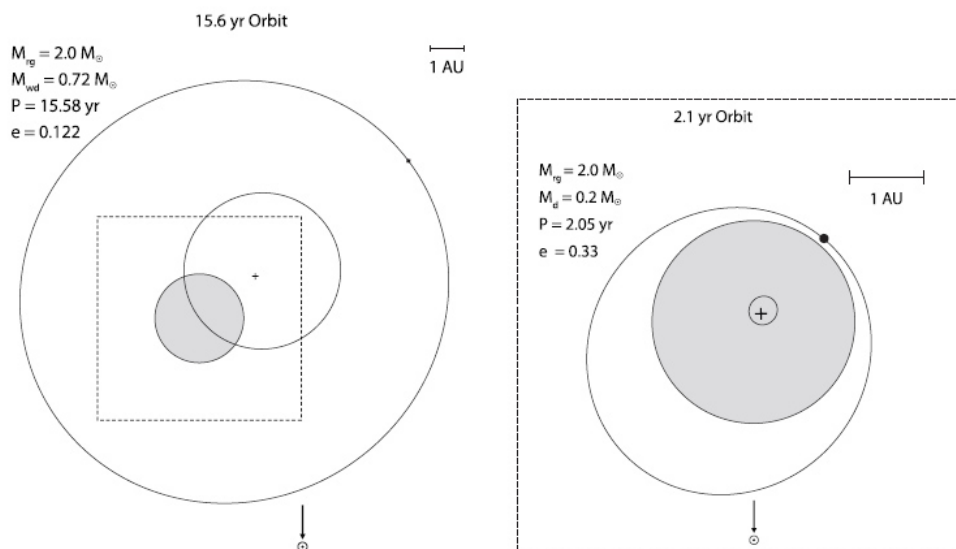 15.6 yr Orbit
M_rg = 2.0 M_☉
M_wd = 0.72 M_☉
P = 15.58 yr
e = 0.122
1 AU
☉
2.1 yr Orbit
M_rg = 2.0 M_☉
M_d = 0.2 M_☉
P = 2.05 yr
e = 0.33
1 AU
☉